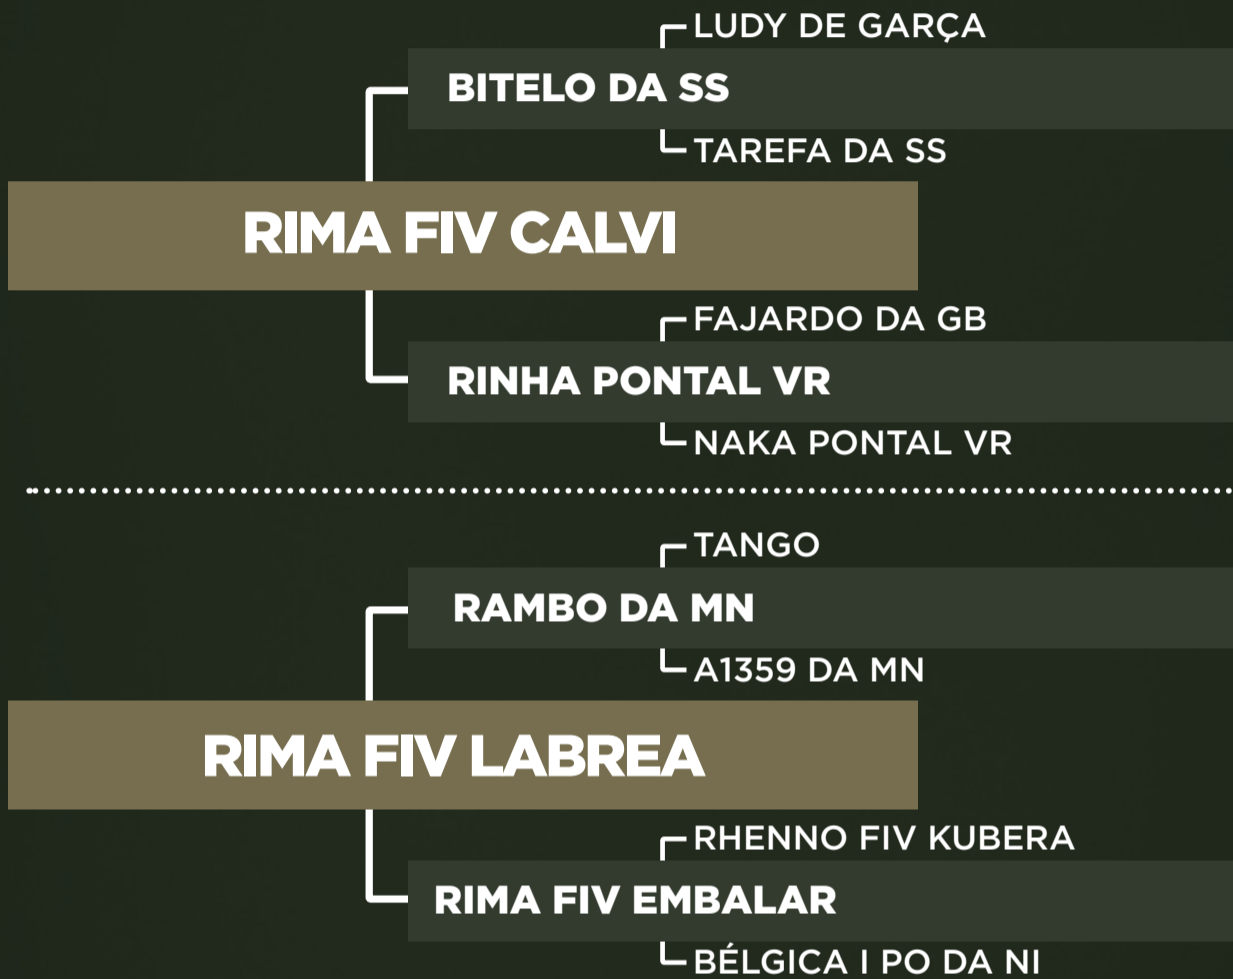 LUDY DE GARÇA
BITELO DA SS
TAREFA DA SS
RIMA FIV CALVI
FAJARDO DA GB
RINHA PONTAL VR
NAKA PONTAL VR
TANGO
RAMBO DA MN
A1359 DA MN
RIMA FIV LABREA
RHENNO FIV KUBERA
RIMA FIV EMBALAR
BÉLGICA I PO DA NI